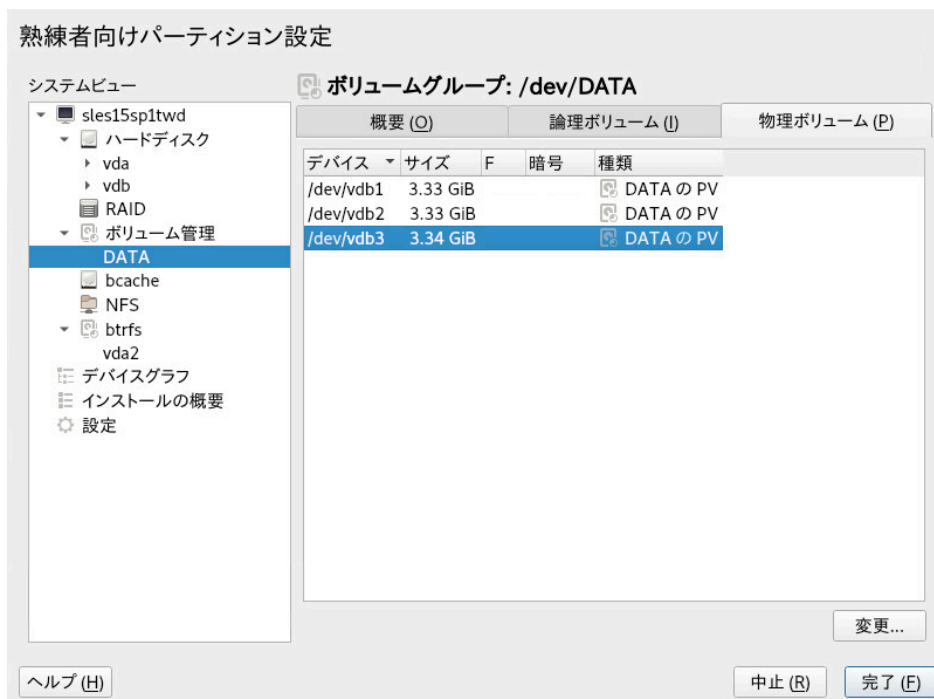 熟練者向けパーティション設定
システムビュー
sles15sp1twd
ハードディスク
vda
vdb
RAID
ボリューム管理
DATA
bcache
NFS
btrfs
vda2
デバイスグラフ
インストールの概要
設定
ボリュームグループ: /dev/DATA
概要 (O) 論理ボリューム (l) 物理ボリューム (P)
デバイス サイズ F 暗号 種類
/dev/vdb1 3.33 GiB DATA の PV
/dev/vdb2 3.33 GiB DATA の PV
/dev/vdb3 3.34 GiB DATA の PV
変更...
ヘルプ (H) 中止 (R) 完了 (F)